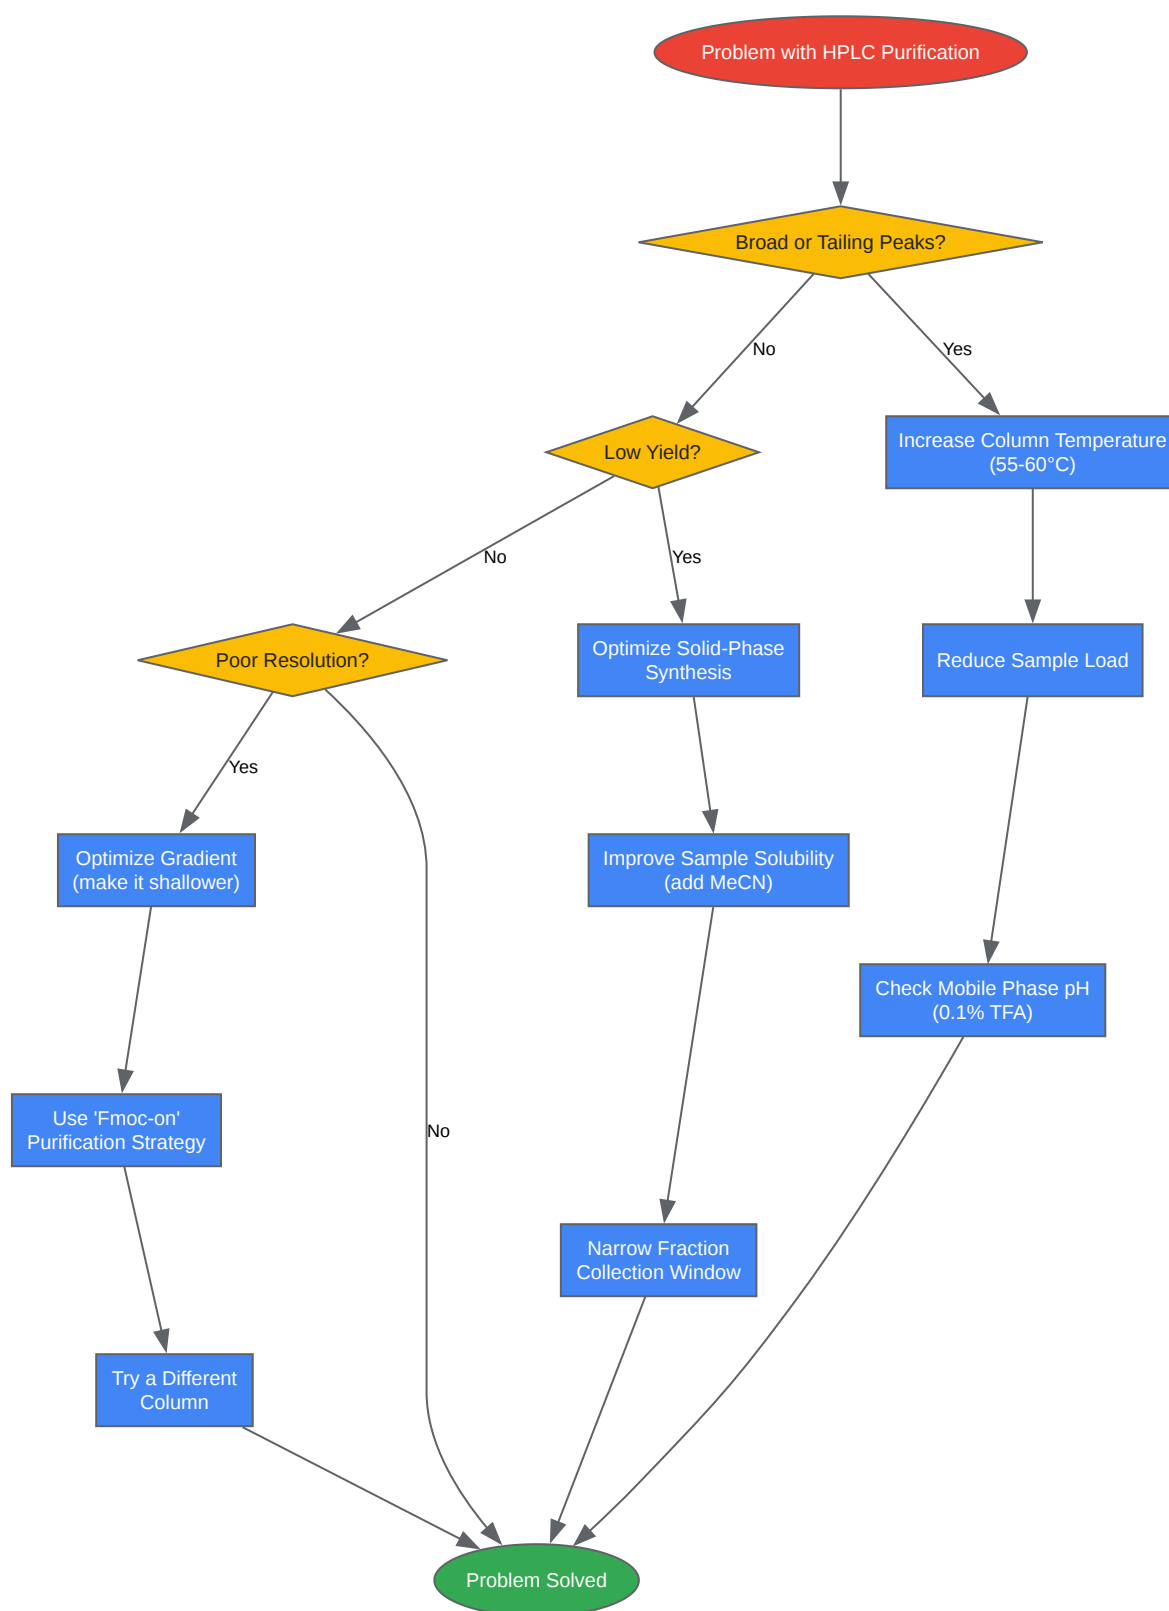 Problem with HPLC Purification
Broad or Tailing Peaks?
No
Yes
Low Yield?
Increase Column Temperature
(55-60°C)
No
Yes
Poor Resolution?
Optimize Solid-Phase
Synthesis
Reduce Sample Load
Yes
Optimize Gradient
(make it shallower)
Improve Sample Solubility
(add MeCN)
Check Mobile Phase pH
(0.1% TFA)
Use 'Fmoc-on'
Purification Strategy
No
Narrow Fraction
Collection Window
Try a Different
Column
Problem Solved